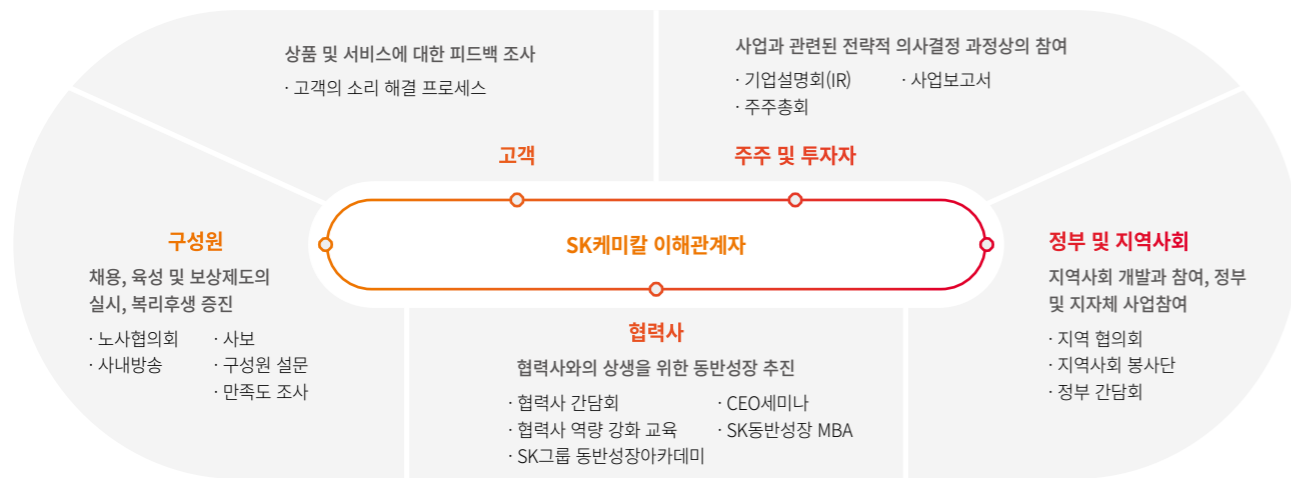 상품 및 서비스에 대한 피드백 조사
· 고객의 소리 해결 프로세스
고객
사업과 관련된 전략적 의사결정 과정상의 참여
· 기업설명회(IR) · 사업보고서
· 주주총회
주주 및 투자자
SK케미칼 이해관계자
구성원
채용, 육성 및 보상제도의
실시, 복리후생 증진
· 노사협의회 · 사보
· 사내방송 · 구성원 설문
· 만족도 조사
협력사
협력사와의 상생을 위한 동반성장 추진
· 협력사 간담회 · CEO세미나
· 협력사 역량 강화 교육 · SK동반성장 MBA
· SK그룹 동반성장아카데미
정부 및 지역사회
지역사회 개발과 참여, 정부
및 지자체 사업참여
· 지역 협의회
· 지역사회 봉사단
· 정부 간담회